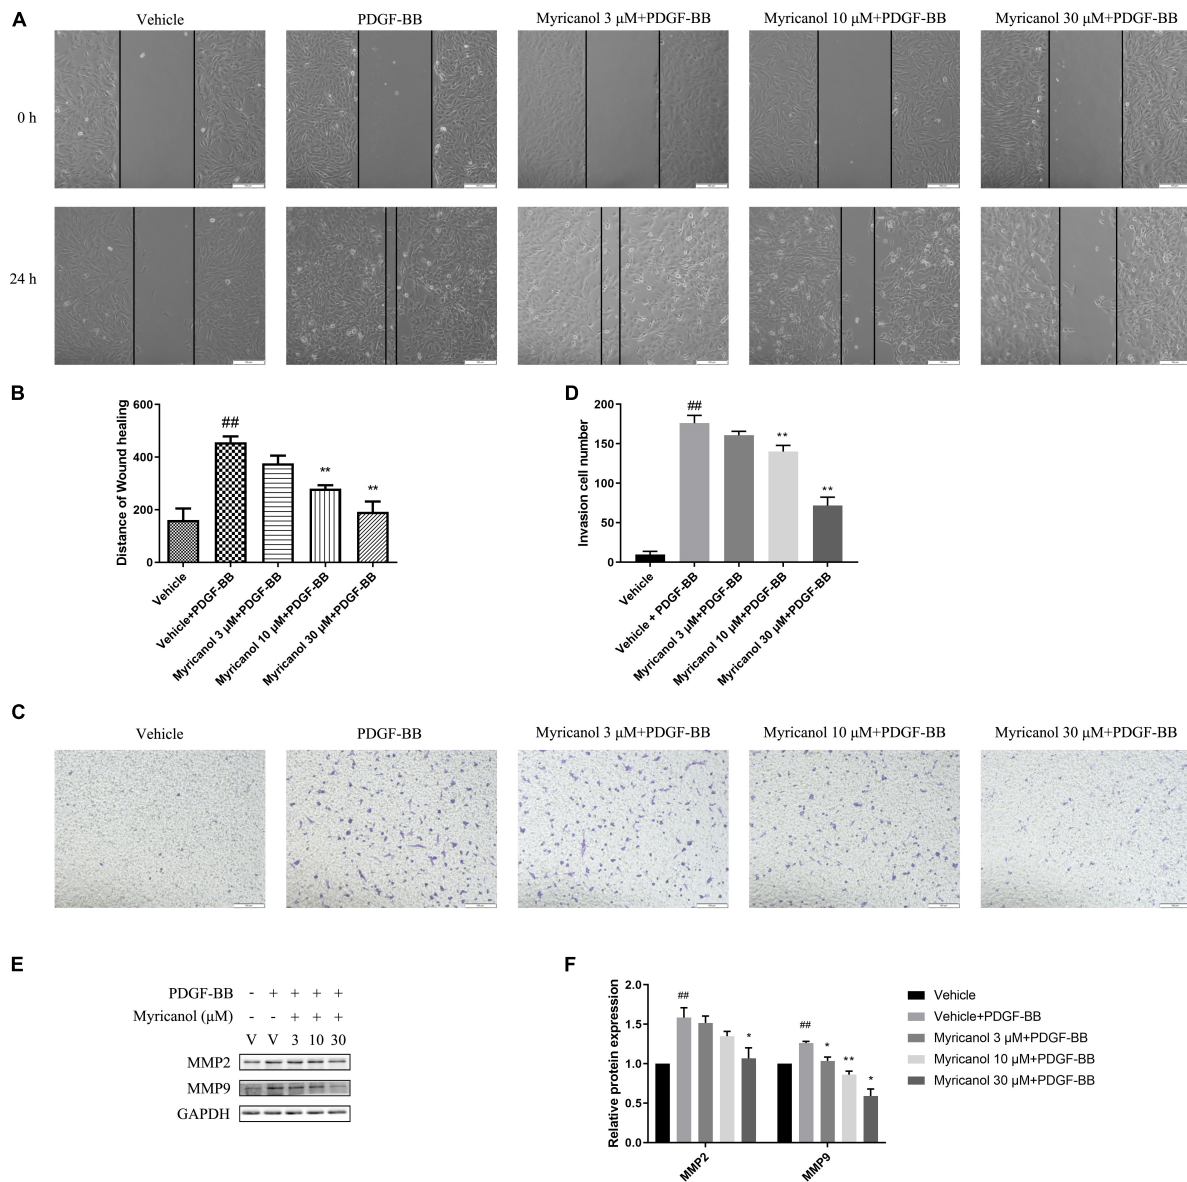 A
Vehicle PDGF-BB Myricanol 3 μM+PDGF-BB Myricanol 10 μM+PDGF-BB Myricanol 30 μM+PDGF-BB
0 h
24 h
B
Distance of Wound healing
600
400
200
0
##
**
**
Vehicle
Vehicle+PDGF-BB
Myricanol 3 μM+PDGF-BB
Myricanol 10 μM+PDGF-BB
Myricanol 30 μM+PDGF-BB
D
Invasion cell number
200
150
100
50
0
##
**
**
Vehicle
Vehicle + PDGF-BB
Myricanol 3 μM+PDGF-BB
Myricanol 10 μM+PDGF-BB
Myricanol 30 μM+PDGF-BB
C
Vehicle PDGF-BB Myricanol 3 μM+PDGF-BB Myricanol 10 μM+PDGF-BB Myricanol 30 μM+PDGF-BB
E
PDGF-BB - + + + +
Myricanol (μM) - - + + +
V V 3 10 30
MMP2
MMP9
GAPDH
F
Relative protein expression
2.0
1.5
1.0
0.5
0.0
##
*
##
*
**
*
MMP2
MMP9
Vehicle
Vehicle+PDGF-BB
Myricanol 3 μM+PDGF-BB
Myricanol 10 μM+PDGF-BB
Myricanol 30 μM+PDGF-BB